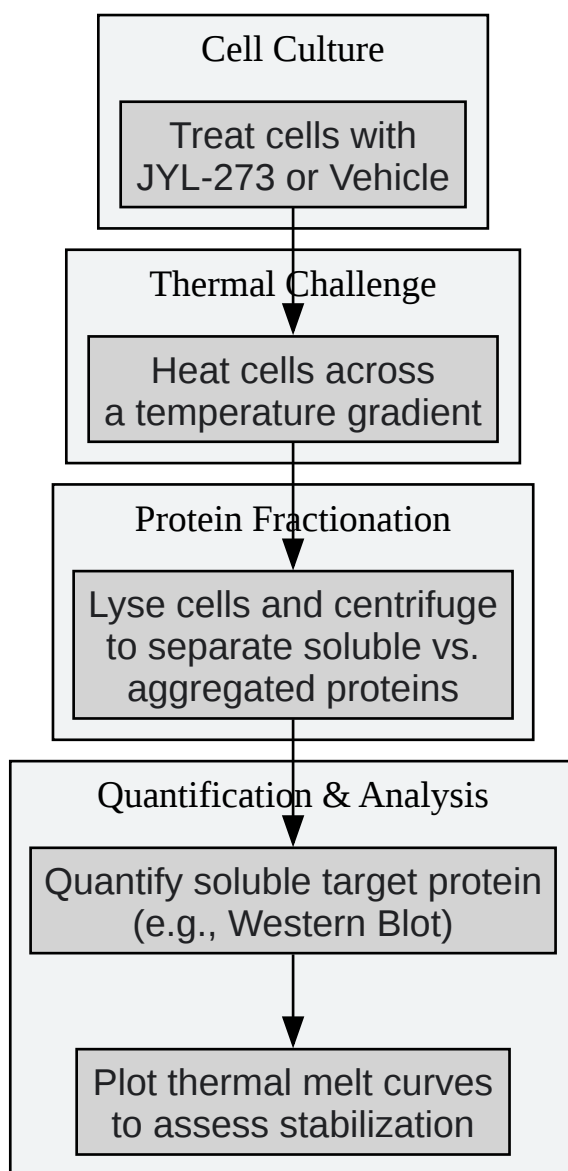 Cell Culture
Treat cells with
JYL-273 or Vehicle
Thermal Challenge
Heat cells across
a temperature gradient
Protein Fractionation
Lyse cells and centrifuge
to separate soluble vs.
aggregated proteins
Quantification & Analysis
Quantify soluble target protein
(e.g., Western Blot)
Plot thermal melt curves
to assess stabilization